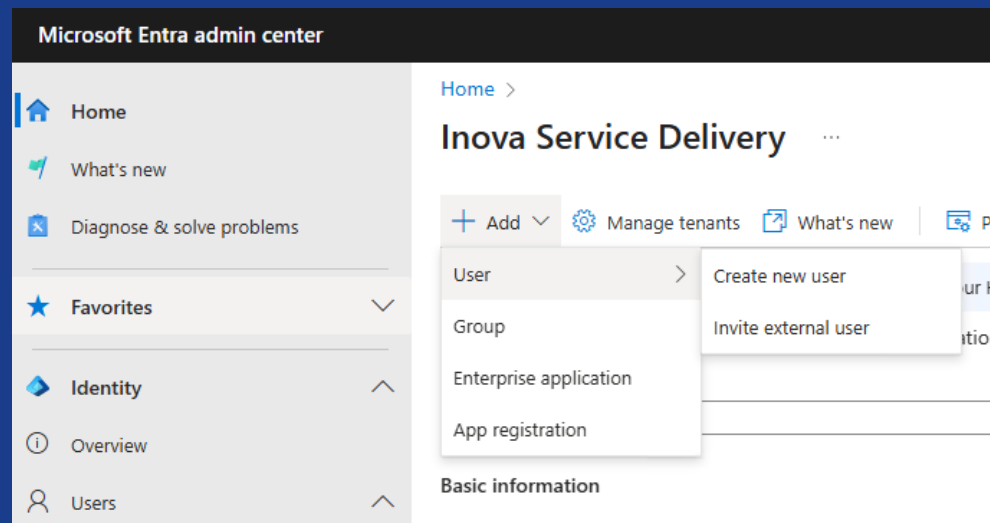 Microsoft Entra admin center
Home
What's new
Diagnose & solve problems
Favorites
Identity
Overview
Users
Home >
Inova Service Delivery ...
+ Add Manage tenants What's new
User >
Group
Enterprise application
App registration
Create new user
Invite external user
Basic information